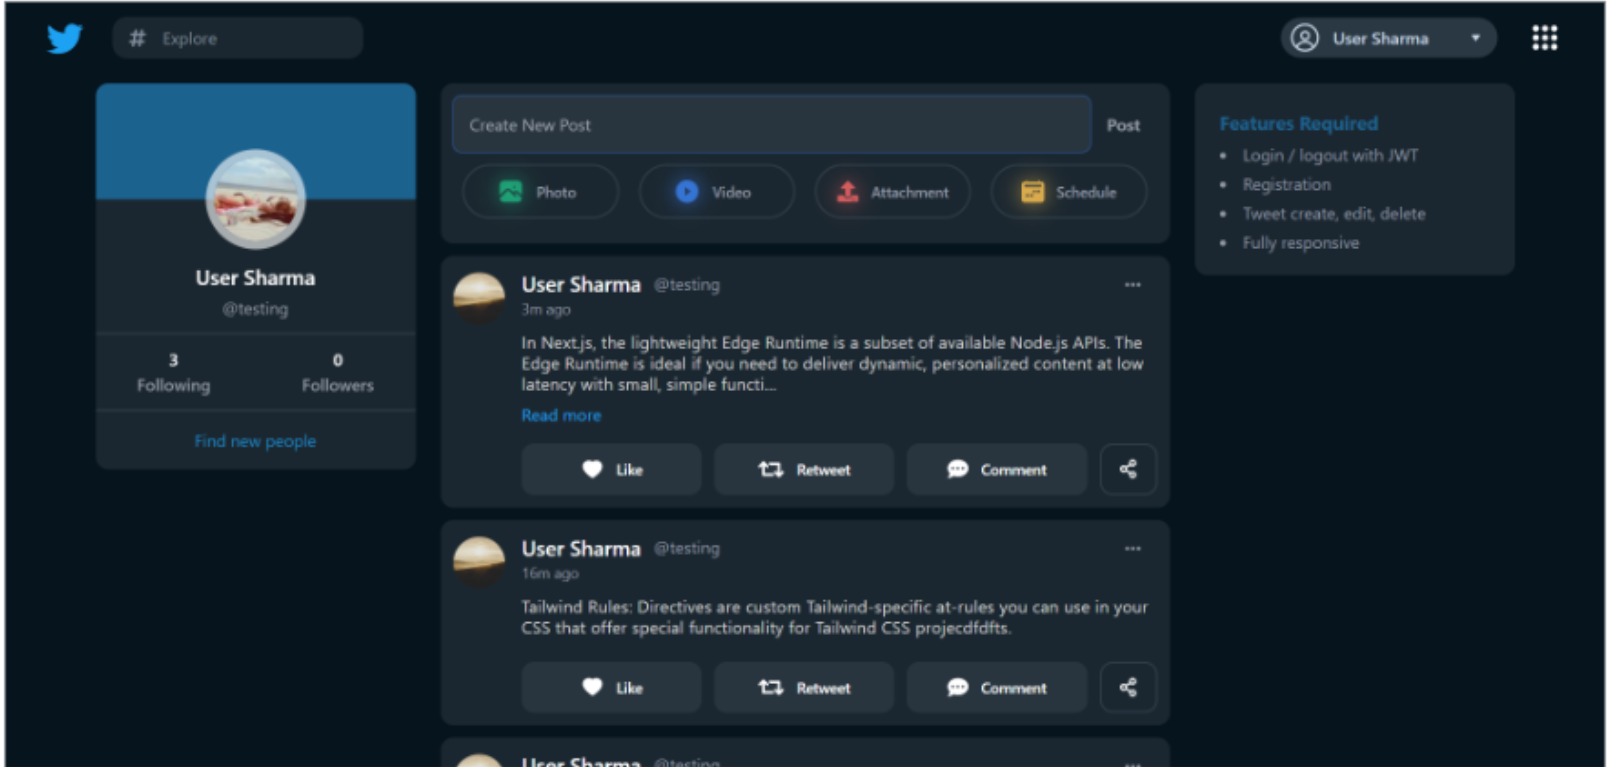 # Explore
User Sharma
User Sharma
@testing
3
Following
0
Followers
Find new people
Create New Post
Post
Photo
Video
Attachment
Schedule
User Sharma @testing
3m ago
In Next.js, the lightweight Edge Runtime is a subset of available Node.js APIs. The
Edge Runtime is ideal if you need to deliver dynamic, personalized content at low
latency with small, simple functi...
Read more
Like
Retweet
Comment
User Sharma @testing
16m ago
Tailwind Rules: Directives are custom Tailwind-specific at-rules you can use in your
CSS that offer special functionality for Tailwind CSS projecdfdfts.
Like
Retweet
Comment
User Sharma @testing
Features Required
• Login / logout with JWT
• Registration
• Tweet create, edit, delete
• Fully responsive